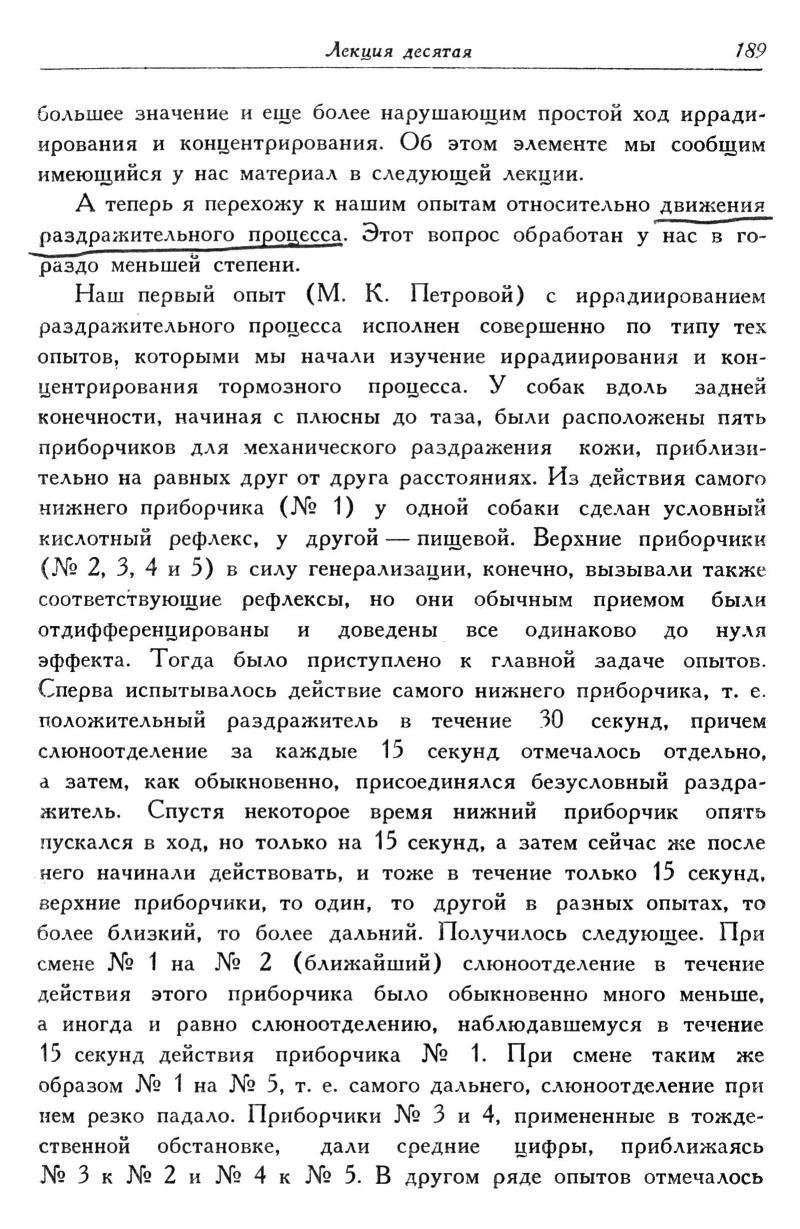 Лекция десятая 189
большее значение и еще более нарушающим простой ход ирради-
ирования и концентрирования. Об этом элементе мы сообщим
имеющийся у нас материал в следующей лекции.
А теперь я перехожу к нашим опытам относительно движения
раздражительного процесса. Этот вопрос обработан у нас в го-
раздо меньшей степени.
Наш первый опыт (М. К. Петровой) с иррадиированием
раздражительного процесса исполнен совершенно по типу тех
опытов, которыми мы начали изучение иррадиирования и кон-
центрирования тормозного процесса. У собак вдоль задней
конечности, начиная с плюсны до таза, были расположены пять
приборчиков для механического раздражения кожи, приблизи-
тельно на равных друг от друга расстояниях. Из действия самого
нижнего приборчика (№ 1) у одной собаки сделан условный
кислотный рефлекс, у другой — пищевой. Верхние приборчики
(№ 2, 3, 4 и 5) в силу генерализации, конечно, вызывали также
соответствующие рефлексы, но они обычным приемом были
отдифференцированы и доведены все одинаково до нуля
эффекта. Тогда было приступлено к главной задаче опытов.
Сперва испытывалось действие самого нижнего приборчика, т. е.
положительный раздражитель в течение 30 секунд, причем
слюноотделение за каждые 15 секунд отмечалось отдельно,
а затем, как обыкновенно, присоединялся безусловный раздра-
житель. Спустя некоторое время нижний приборчик опять
пускался в ход, но только на 15 секунд, а затем сейчас же после
него начинали действовать, и тоже в течение только 15 секунд,
верхние приборчики, то один, то другой в разных опытах, то
более близкий, то более дальний. Получилось следующее. При
смене № 1 на № 2 (ближайший) слюноотделение в течение
действия этого приборчика было обыкновенно много меньше,
а иногда и равно слюноотделению, наблюдавшемуся в течение
15 секунд действия приборчика № 1. При смене таким же
образом № 1 на № 5, т. е. самого дальнего, слюноотделение при
нем резко падало. Приборчики № 3 и 4, примененные в тожде-
ственной обстановке, дали средние цифры, приближаясь
№ 3 к № 2 и № 4 к № 5. В другом ряде опытов отмечалось